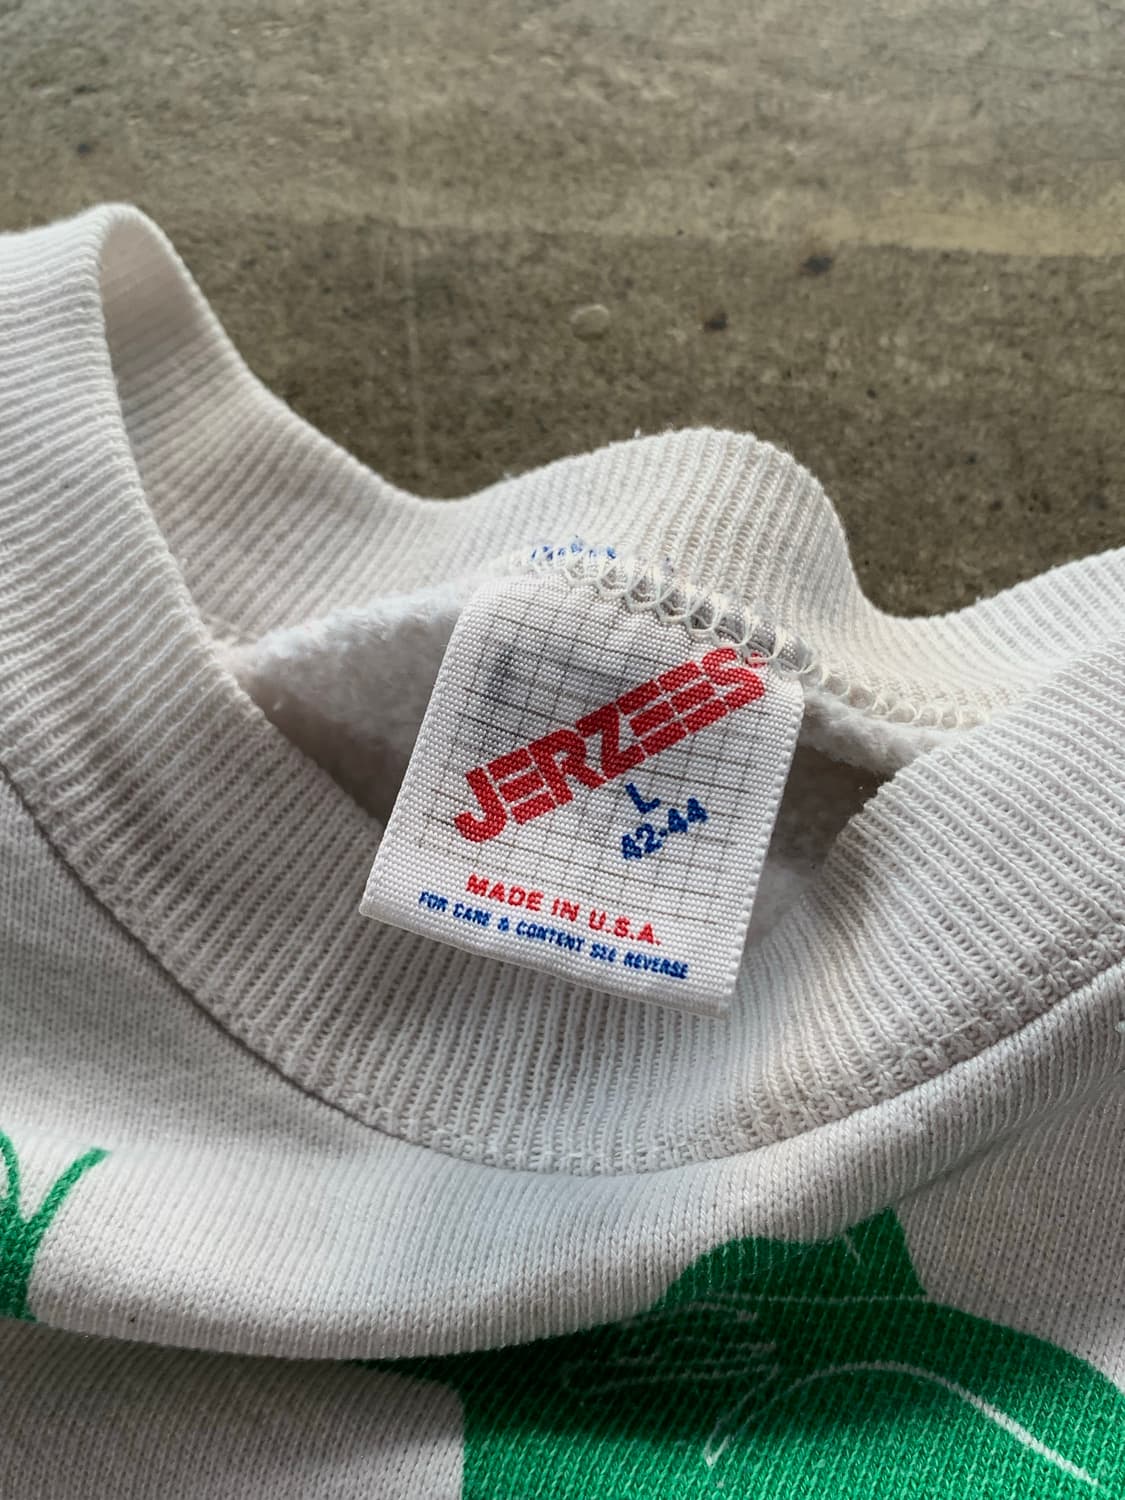 JERZEES
L
42-44
MADE IN U.S.A.
FOR CARE & CONTENT SEE REVERSE